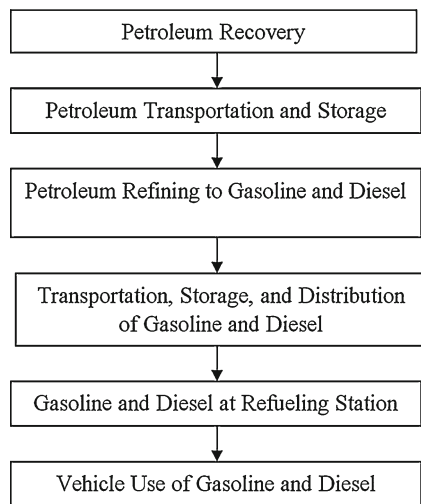 Petroleum Recovery
Petroleum Transportation and Storage
Petroleum Refining to Gasoline and Diesel
Transportation, Storage, and Distribution
of Gasoline and Diesel
Gasoline and Diesel at Refueling Station
Vehicle Use of Gasoline and Diesel